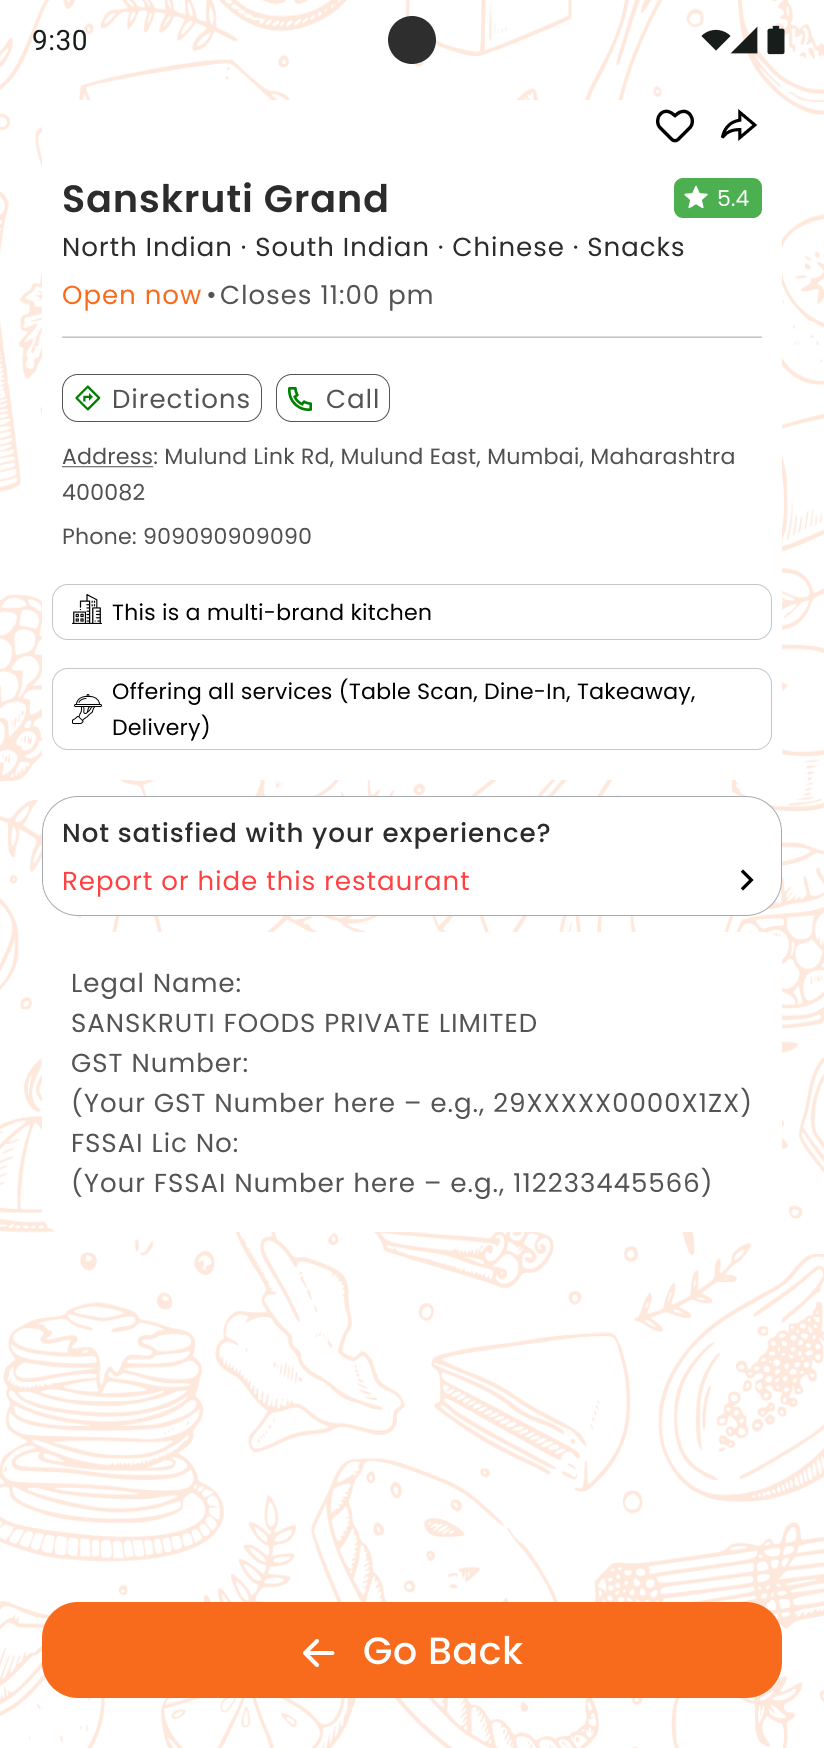 9:30
Sanskruti Grand
5.4
North Indian · South Indian · Chinese · Snacks
Open now • Closes 11:00 pm
Directions
Call
Address: Mulund Link Rd, Mulund East, Mumbai, Maharashtra
400082
Phone: 909090909090
This is a multi-brand kitchen
Offering all services (Table Scan, Dine-In, Takeaway,
Delivery)
Not satisfied with your experience?
Report or hide this restaurant
Legal Name:
SANSKRUTI FOODS PRIVATE LIMITED
GST Number:
(Your GST Number here – e.g., 29XXXXX0000X1ZX)
FSSAI Lic No:
(Your FSSAI Number here – e.g., 112233445566)
Go Back